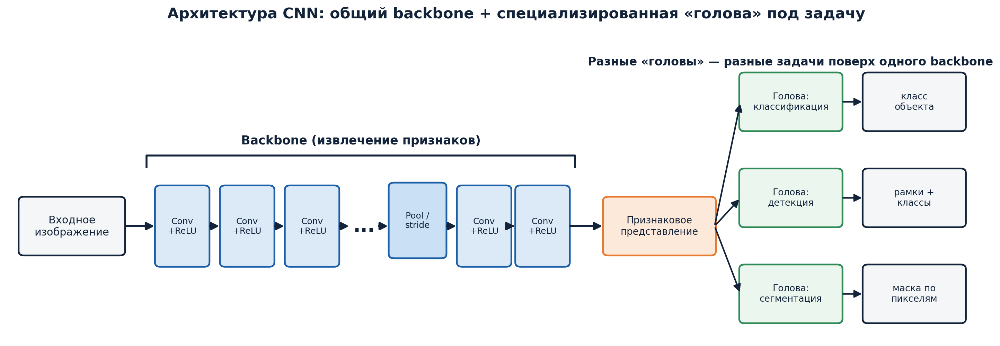 Архитектура CNN: общий backbone + специализированная «голова» под задачу
Разные «головы» — разные задачи поверх одного backbone
Backbone (извлечение признаков)
Входное
изображение
Conv
+ReLU
Conv
+ReLU
Conv
+ReLU
...
Pool /
stride
Conv
+ReLU
Conv
+ReLU
Признаковое
представление
Голова:
классификация
класс
объекта
Голова:
детекция
рамки +
классы
Голова:
сегментация
маска по
пикселям